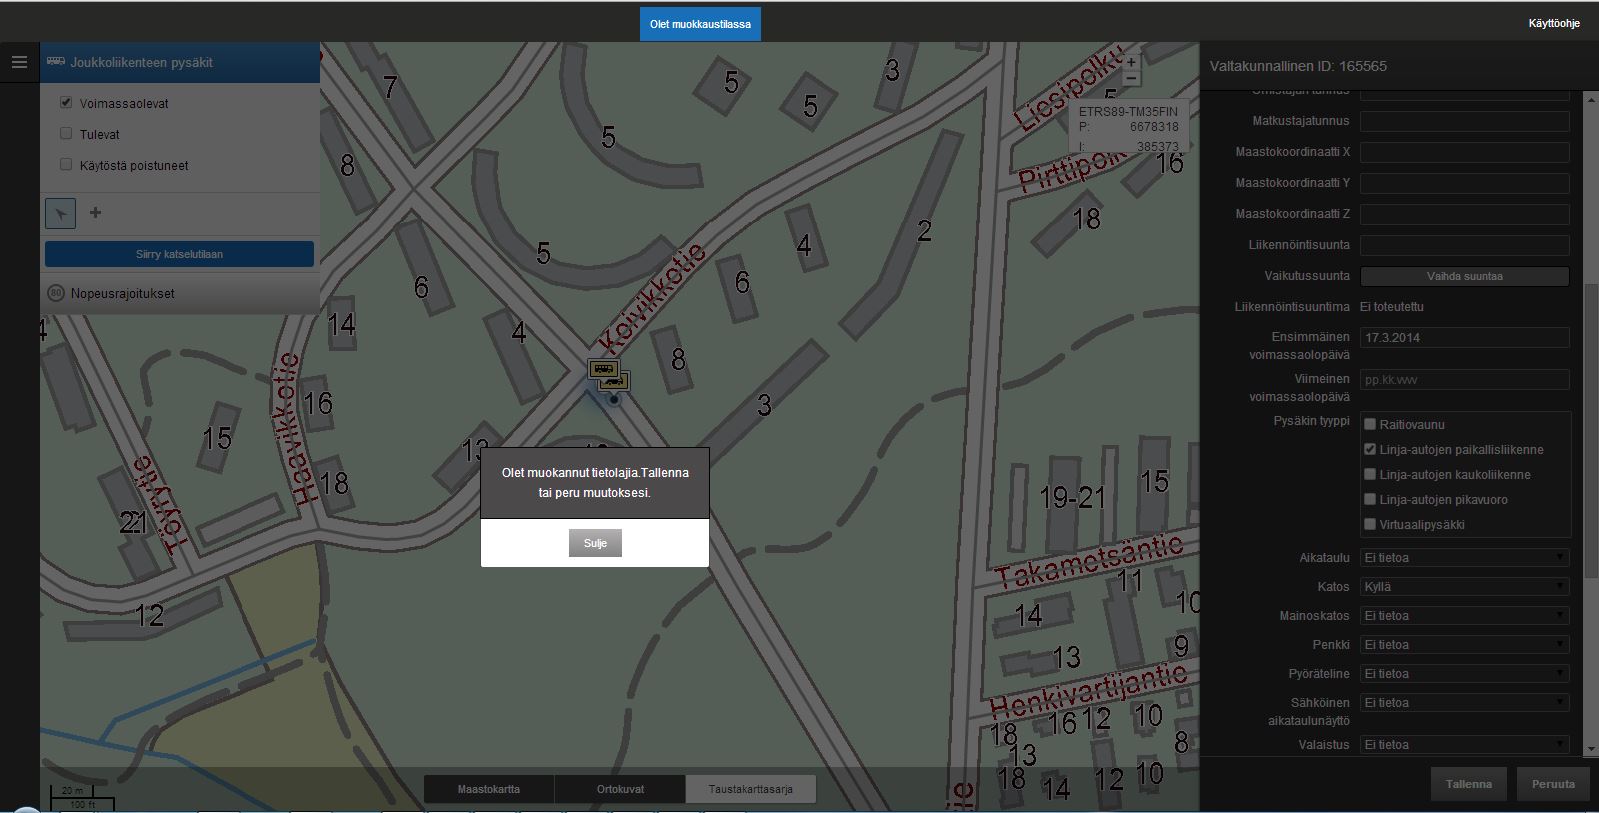 Olet muokkaustilassa
Käyttöohje
Joukkoliikenteen pysäkit
Voimassaolevat
Tulevat
Käytöstä poistuneet
Siirry katselutilaan
80 Nopeusrajoitukset
7
5
5
3
5
8
5
6
4
14
4
16
15
18
13
21
12
6
4
2
8
3
18
16
5
19-21
15
11
10
14
13
9
18
16
12
10
8
13
18
14
12
10
Koivikkotie
Haavikkotie
Töyrytie
Liosipolku
Pirttipolku
Takametsäntie
Henkivartijantie
tie
+
−
ETRS89-TM35FIN
P: 6678318
I: 385373
Olet muokannut tietolajia.Tallenna
tai peru muutoksesi.
Sulje
20 m
100 ft
Maastokartta
Ortokuvat
Taustakarttasarja
Valtakunnallinen ID: 165565
Omistajan tunnus
Matkustajatunnus
Maastokoordinaatti X
Maastokoordinaatti Y
Maastokoordinaatti Z
Liikennöintisuunta
Vaikutussuunta Vaihda suuntaa
Liikennöintisuuntima Ei toteutettu
Ensimmäinen
voimassaolopäivä 17.3.2014
Viimeinen
voimassaolopäivä pp.kk.vvvv
Pysäkin tyyppi
Raitiovaunu
Linja-autojen paikallisliikenne
Linja-autojen kaukoliikenne
Linja-autojen pikavuoro
Virtuaalipysäkki
Aikataulu Ei tietoa
Katos Kyllä
Mainoskatos Ei tietoa
Penkki Ei tietoa
Pyöräteline Ei tietoa
Sähköinen
aikataulunäyttö Ei tietoa
Valaistus Ei tietoa
Tallenna
Peruuta